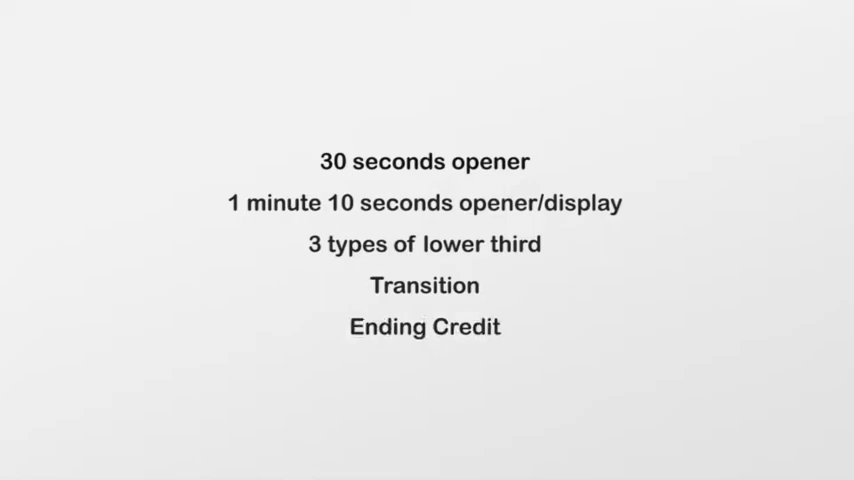 30 seconds opener
1 minute 10 seconds opener/display
3 types of lower third
Transition
Ending Credit